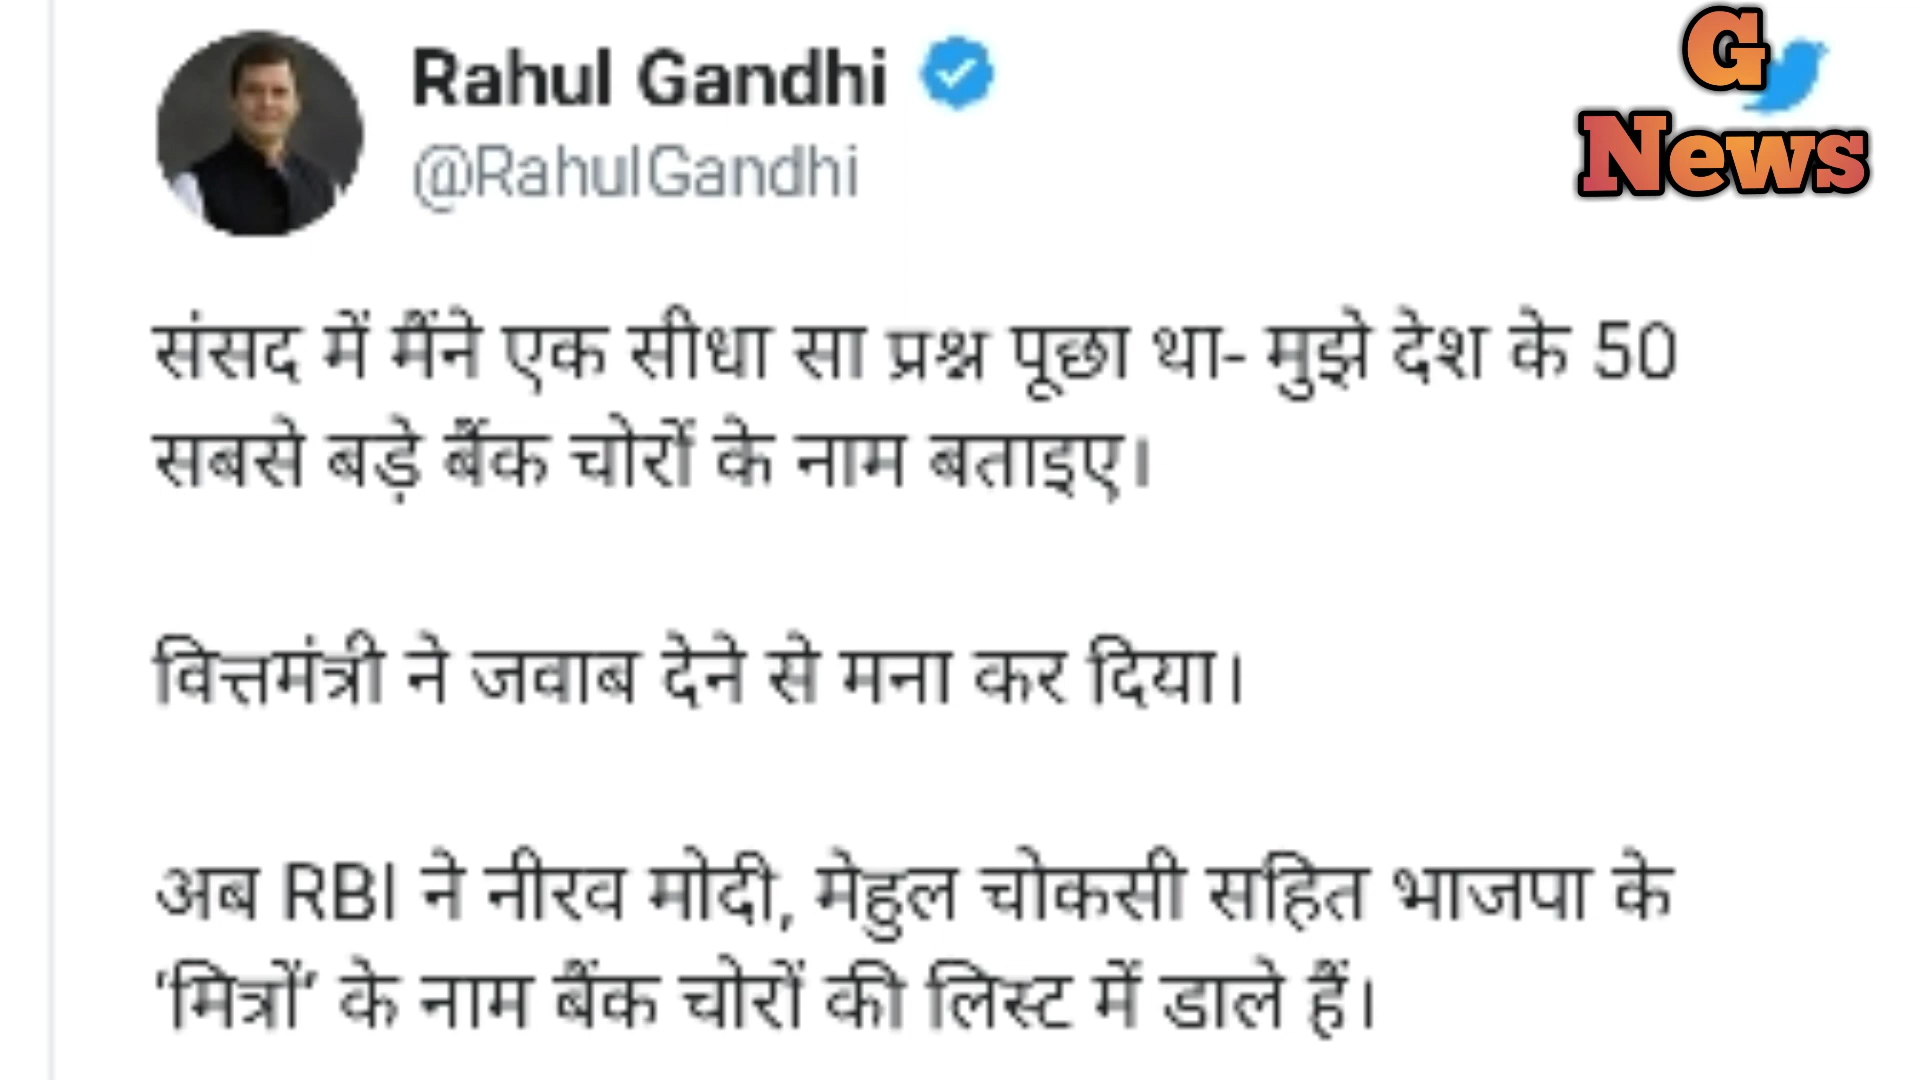 Rahul Gandhi
@RahulGandhi
G
News
संसद में मैंने एक सीधा सा प्रश्न पूछा था- मुझे देश के 50
सबसे बड़े बैंक चोरों के नाम बताइए।
वित्तमंत्री ने जवाब देने से मना कर दिया।
अब RBI ने नीरव मोदी, मेहुल चोकसी सहित भाजपा के
‘मित्रों’ के नाम बैंक चोरों की लिस्ट में डाले हैं।